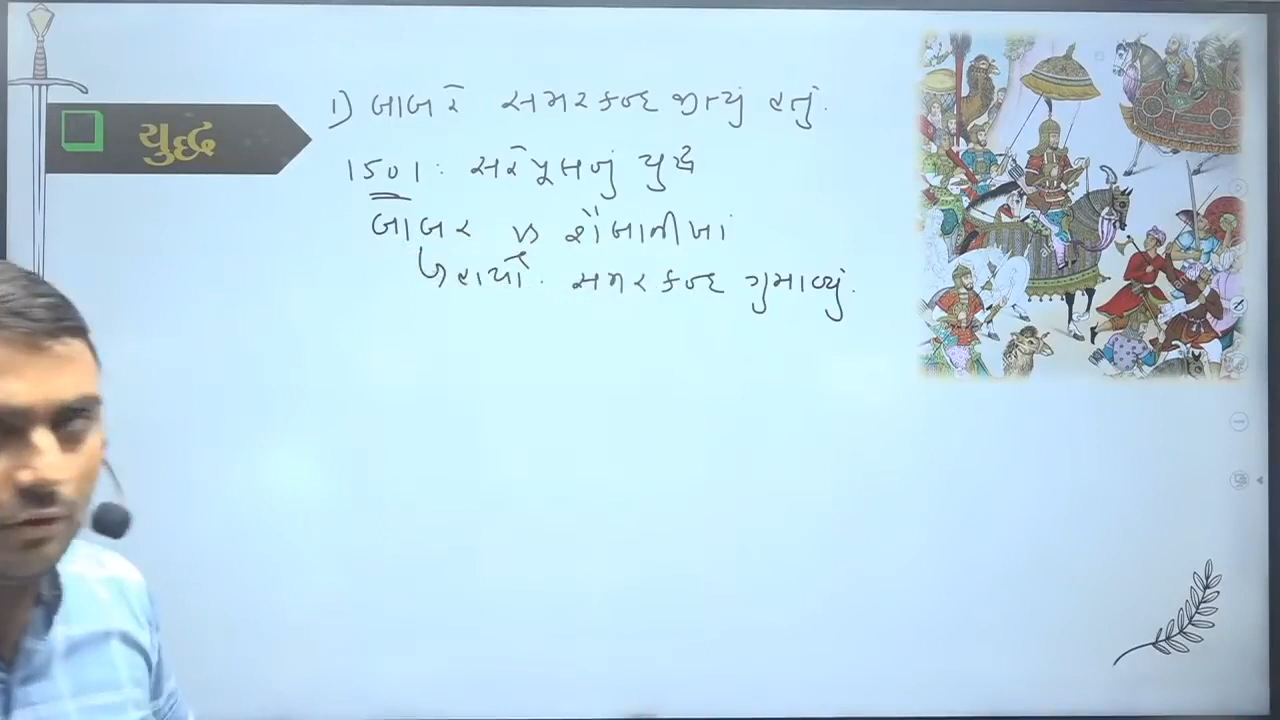 યુદ્ધ
1) બાબરે સમરકન્દ જીત્યું હતું.
1501: સરેપૂલનું યુદ્ધ
બાબર vs શૈબાનીખાં
હાર્યો. સમરકન્દ ગુમાવ્યું.